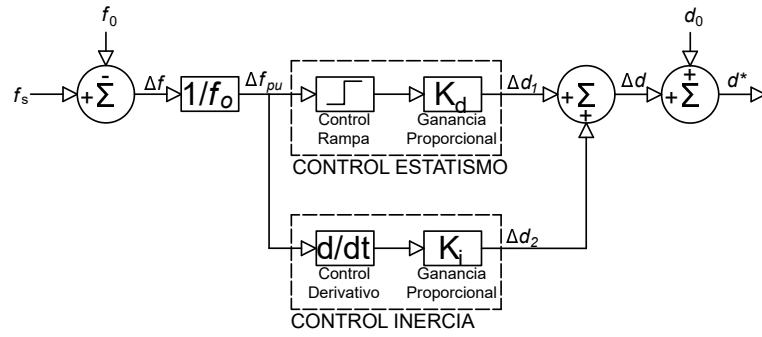 f0
d0
-
+
fs
+
Σ
Δf
1/fo
Δfpu
Kd
Δd1
+
Σ
+
Δd
+
Σ
d*
Control
Rampa
Ganancia
Proporcional
CONTROL ESTATISMO
d/dt
Ki
Δd2
Control
Derivativo
Ganancia
Proporcional
CONTROL INERCIA